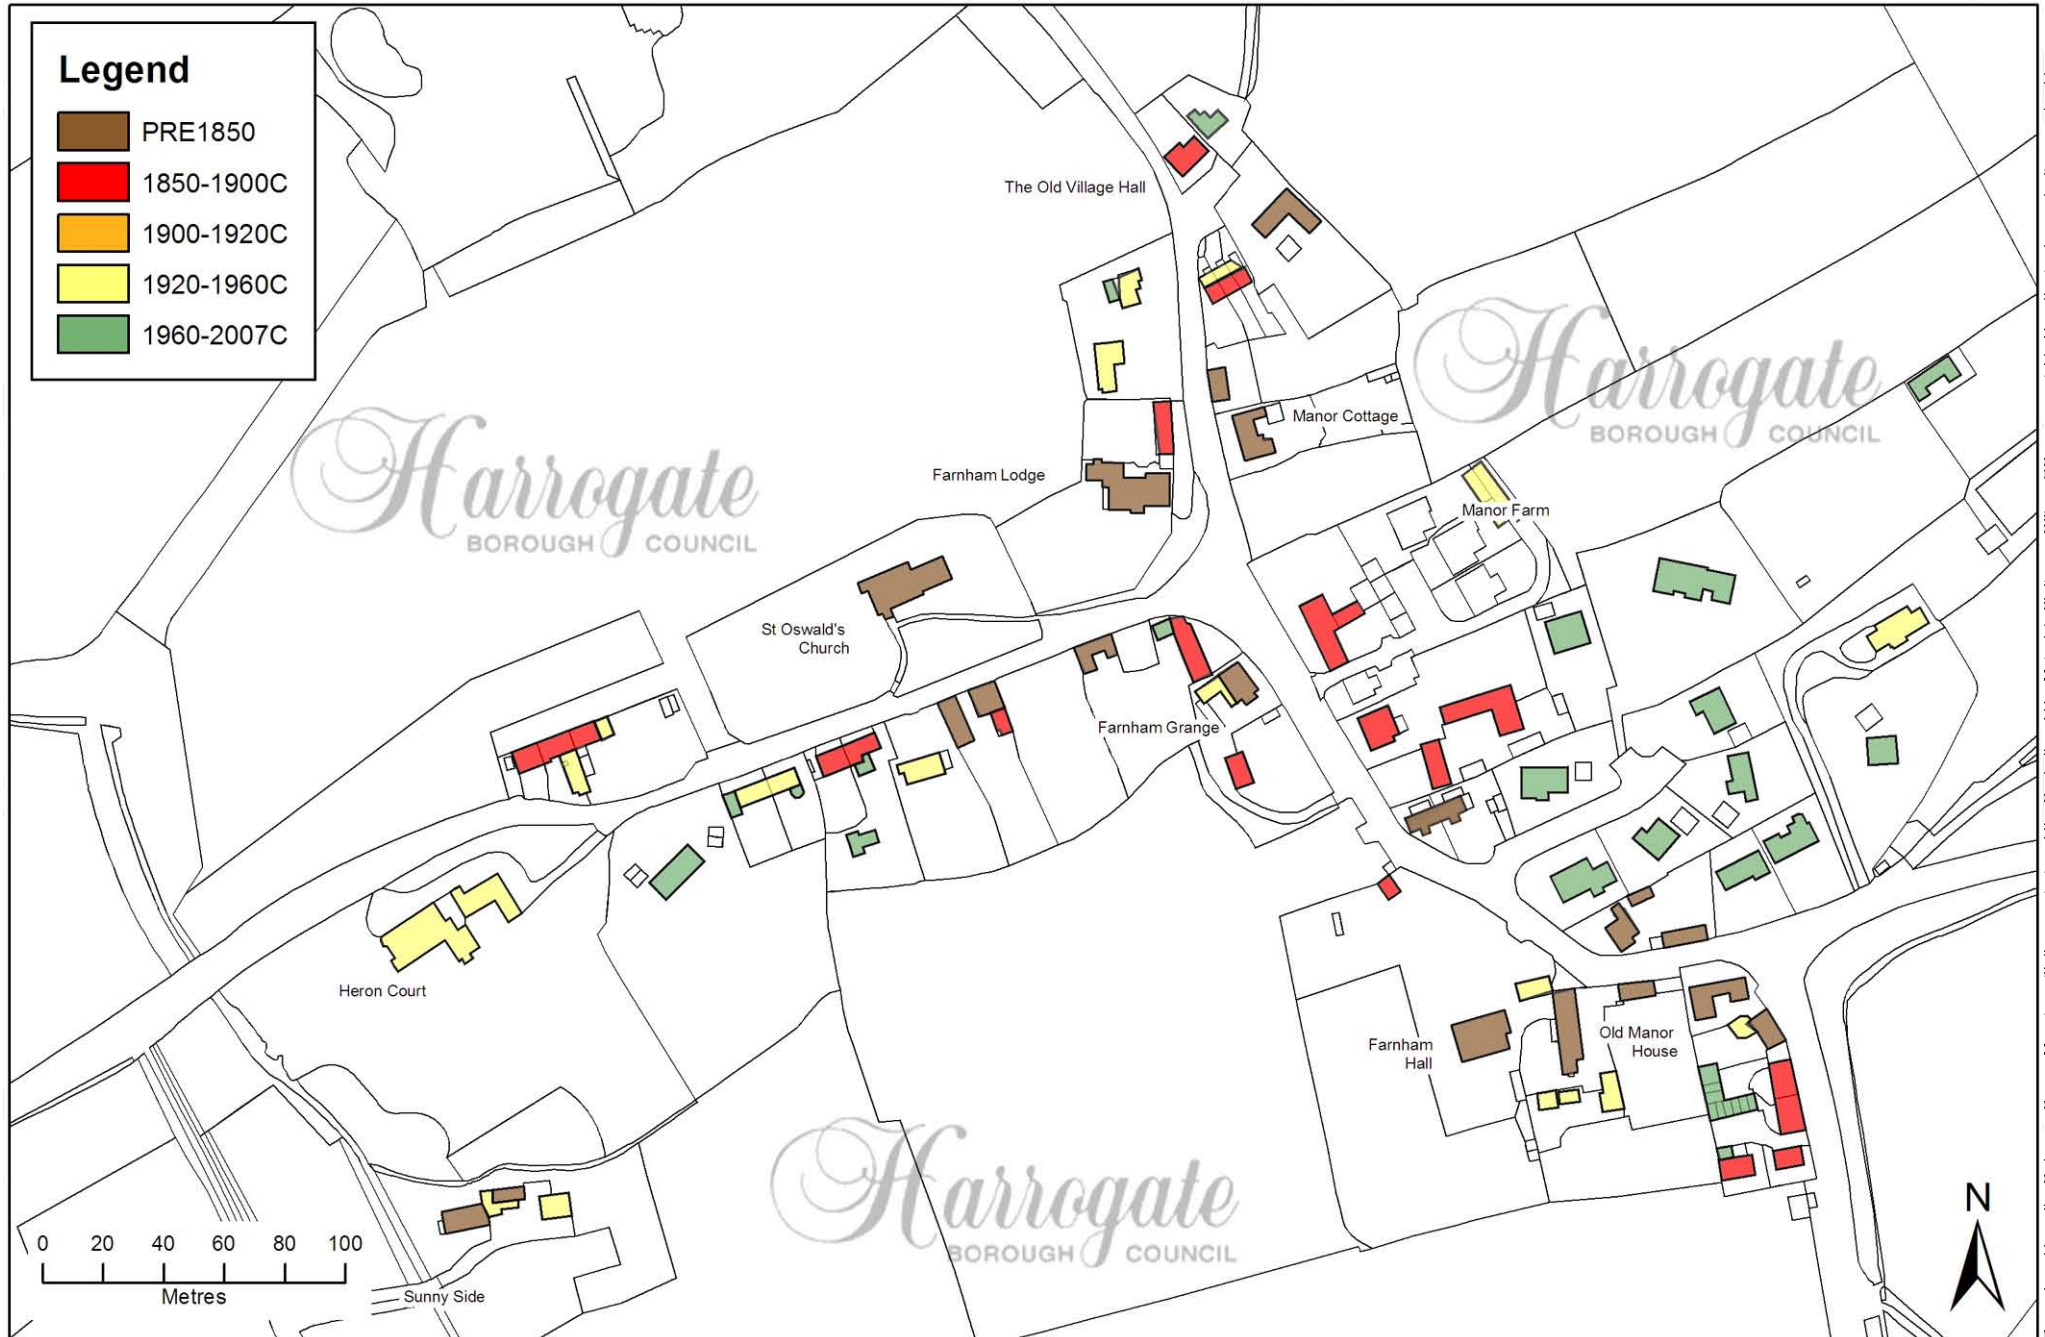 Legend
PRE1850
1850-1900C
1900-1920C
1920-1960C
1960-2007C
The Old Village Hall
Harrogate
BOROUGH COUNCIL
Manor Cottage
Harrogate
BOROUGH COUNCIL
Farnham Lodge
Manor Farm
St Oswald's
Church
Farnham Grange
Heron Court
Farnham
Hall
Old Manor
House
Harrogate
BOROUGH COUNCIL
N
0 20 40 60 80 100
Metres
Sunny Side